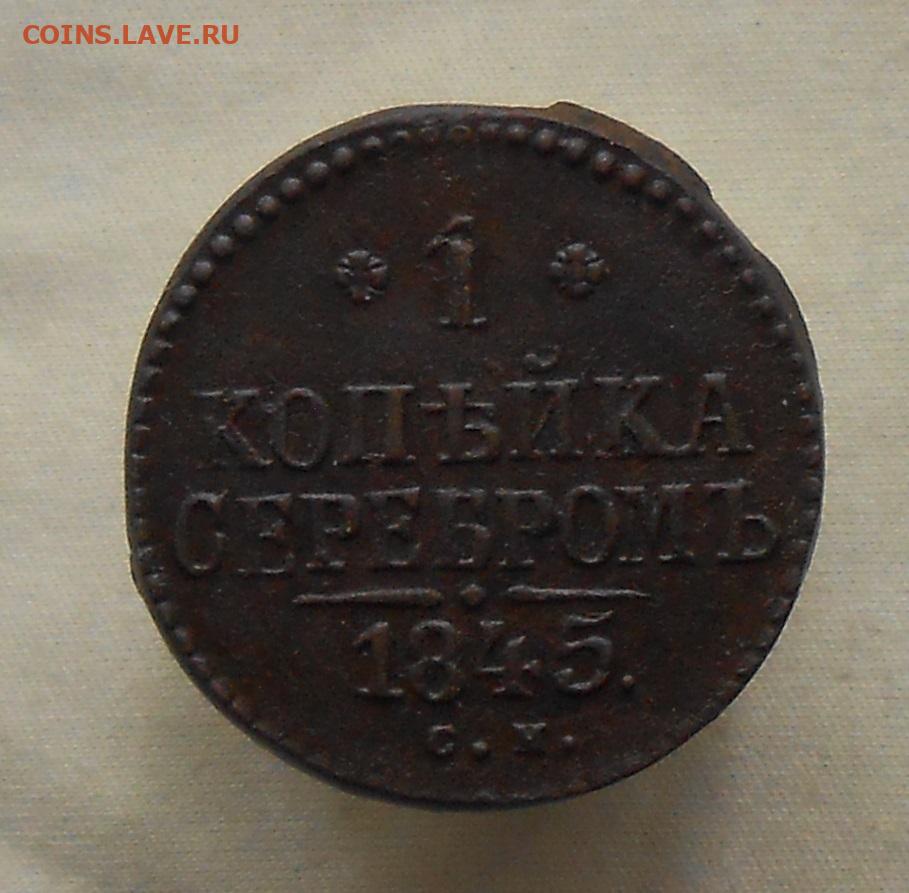 COINS.LAVE.RU
1
КОПѢЙКА
СЕРЕБРОМЪ
1845.
С.М.